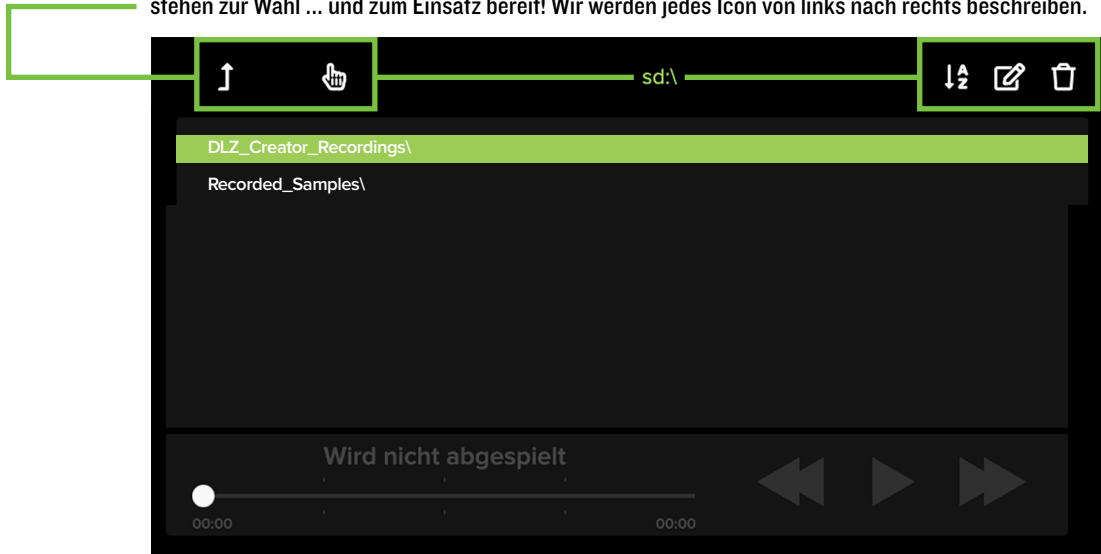 stehen zur Wahl ... und zum Einsatz bereit! Wir werden jedes Icon von links nach rechts beschreiben.
sd:\
A
Z
DLZ_Creator_Recordings\
Recorded_Samples\
Wird nicht abgespielt
00:00 00:00